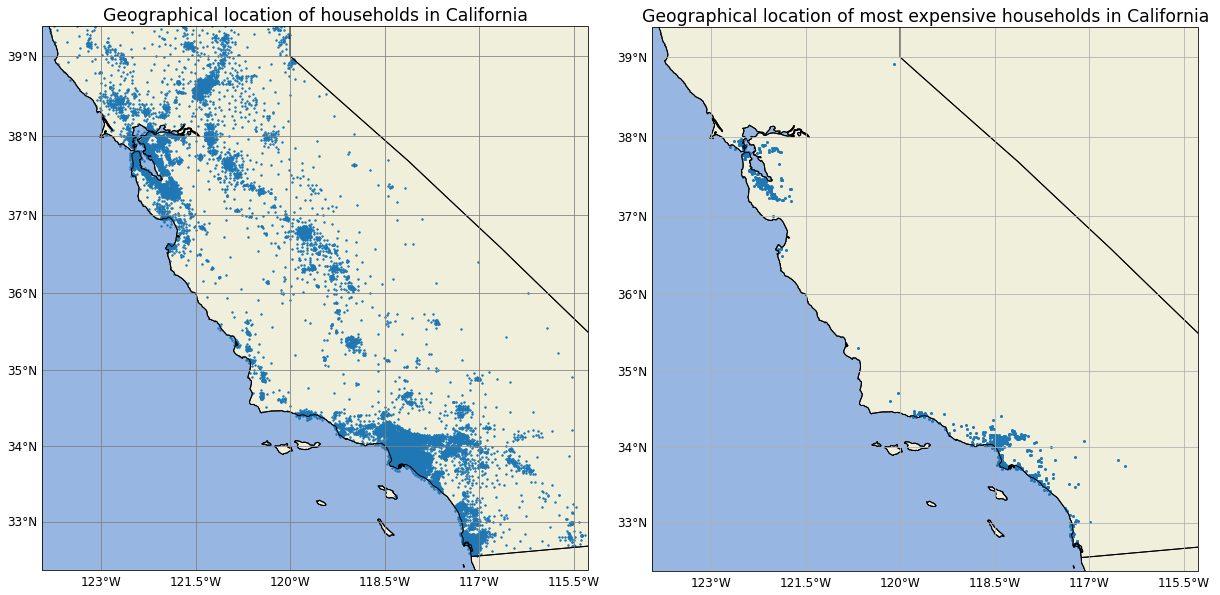 Geographical location of households in California
39°N
38°N
37°N
36°N
35°N
34°N
33°N
123°W 121.5°W 120°W 118.5°W 117°W 115.5°W
Geographical location of most expensive households in California
39°N
38°N
37°N
36°N
35°N
34°N
33°N
123°W 121.5°W 120°W 118.5°W 117°W 115.5°W